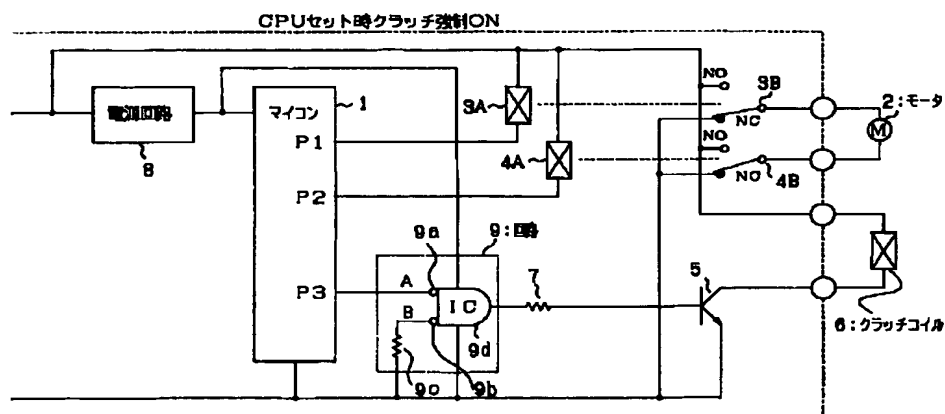 CPUセット時クラッチ強制ON
電源回路
8
マイコン
1
P1
P2
P3
3A
4A
NO
NC
3B
NO
NC
4B
2:モータ
M
9a
9:回路
A
B
IC
9d
9c
9b
7
5
6:クラッチコイル